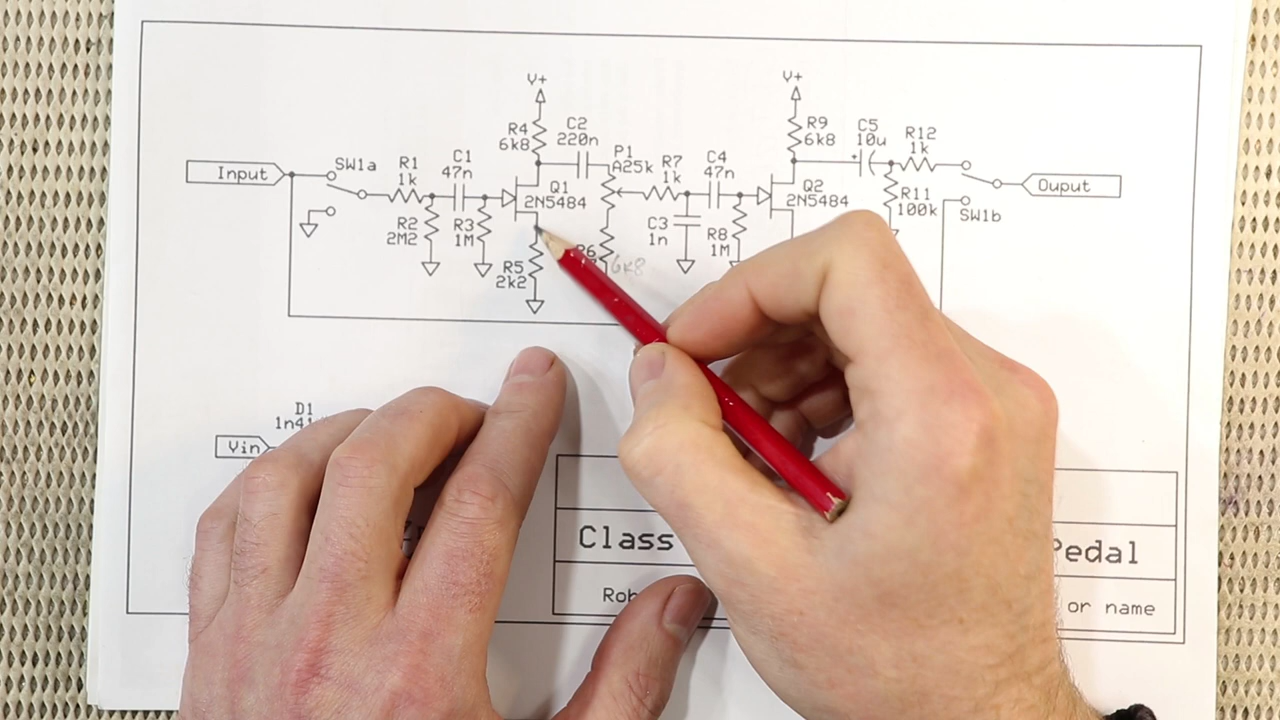 V+
V+
R4
6k8
C2
220n
R9
6k8
C5
10u
R12
1k
Input
SW1a
R1
1k
C1
47n
P1
A25k
R7
1k
C4
47n
Q1
2N5484
Q2
2N5484
R11
100k
Ouput
SW1b
R2
2M2
R3
1M
C3
1n
R8
1M
R5
2k2
R6
6k8
D1
Vin
Class
Pedal
or name